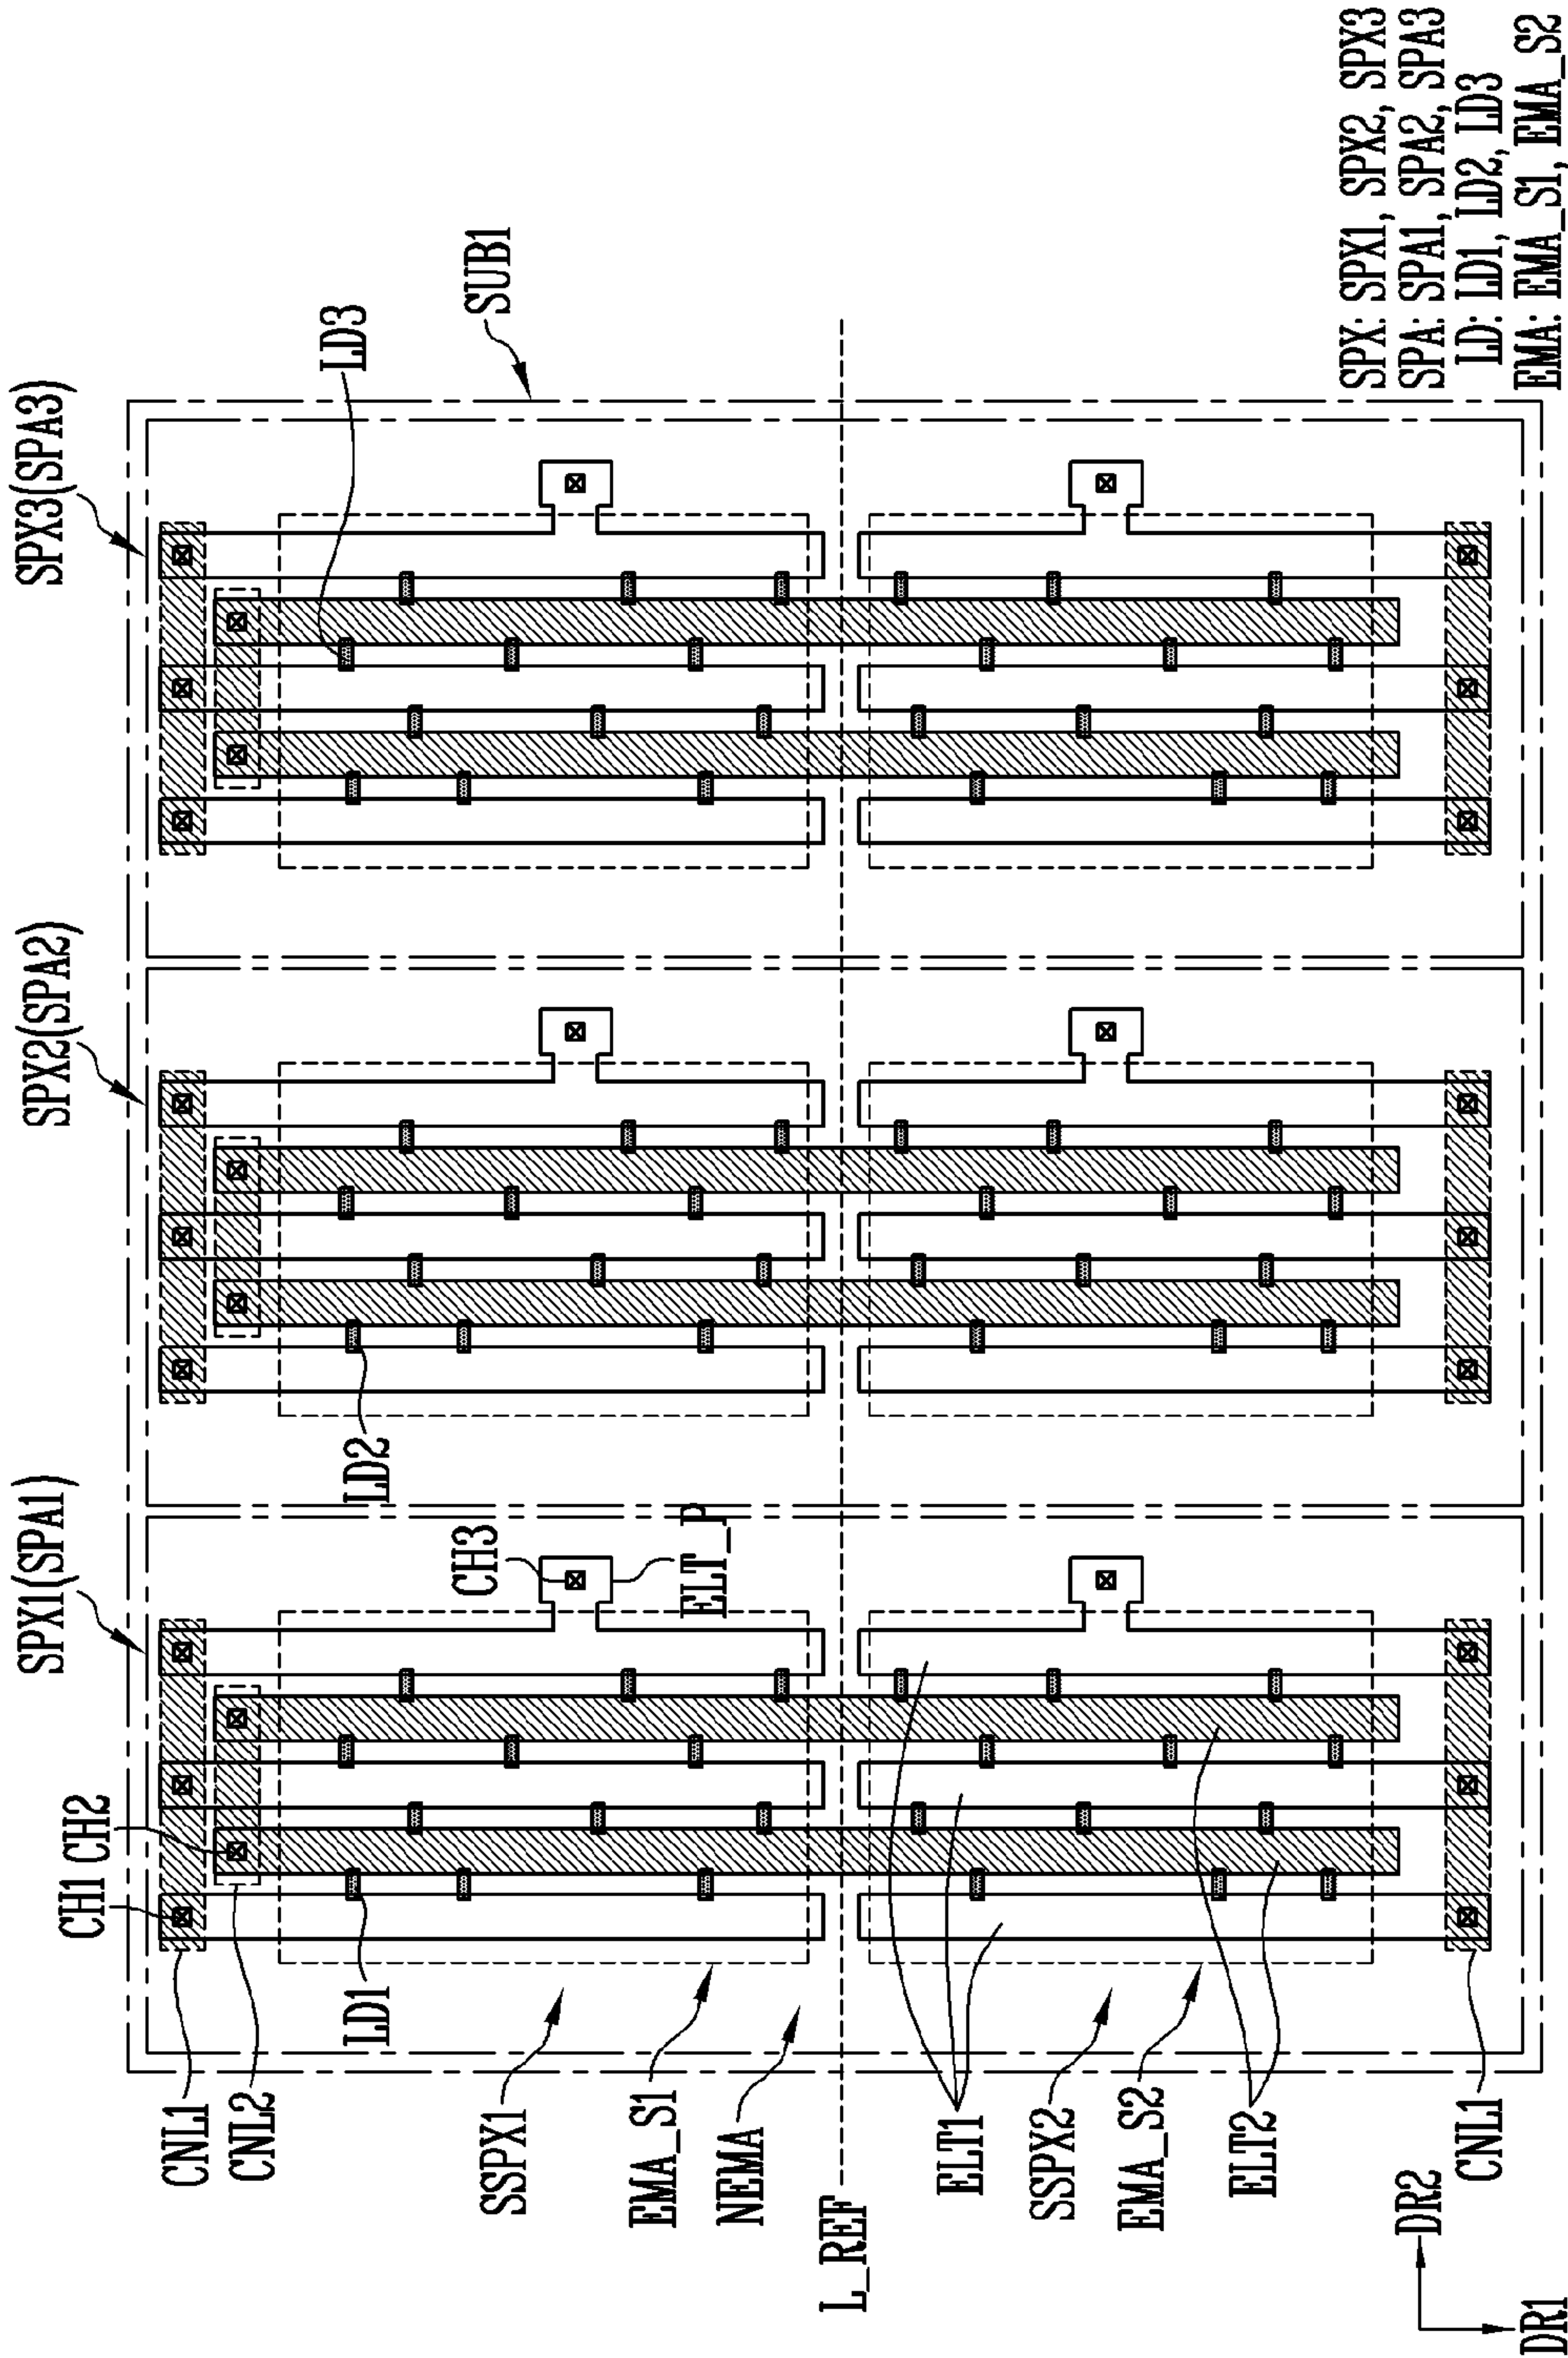 SPX1(SPA1)
SPX2(SPA2)
SPX3(SPA3)
CH1 CH2
CNL1
CNL2
LD1
CH3
ELT_P
LD2
LD3
SUB1
SSPX1
EMA_S1
NEMA
L_REF
ELT1
SSPX2
EMA_S2
ELT2
CNL1
DR2
DR1
SPX: SPX1, SPX2, SPX3
SPA: SPA1, SPA2, SPA3
LD: LD1, LD2, LD3
EMA: EMA_S1, EMA_S2